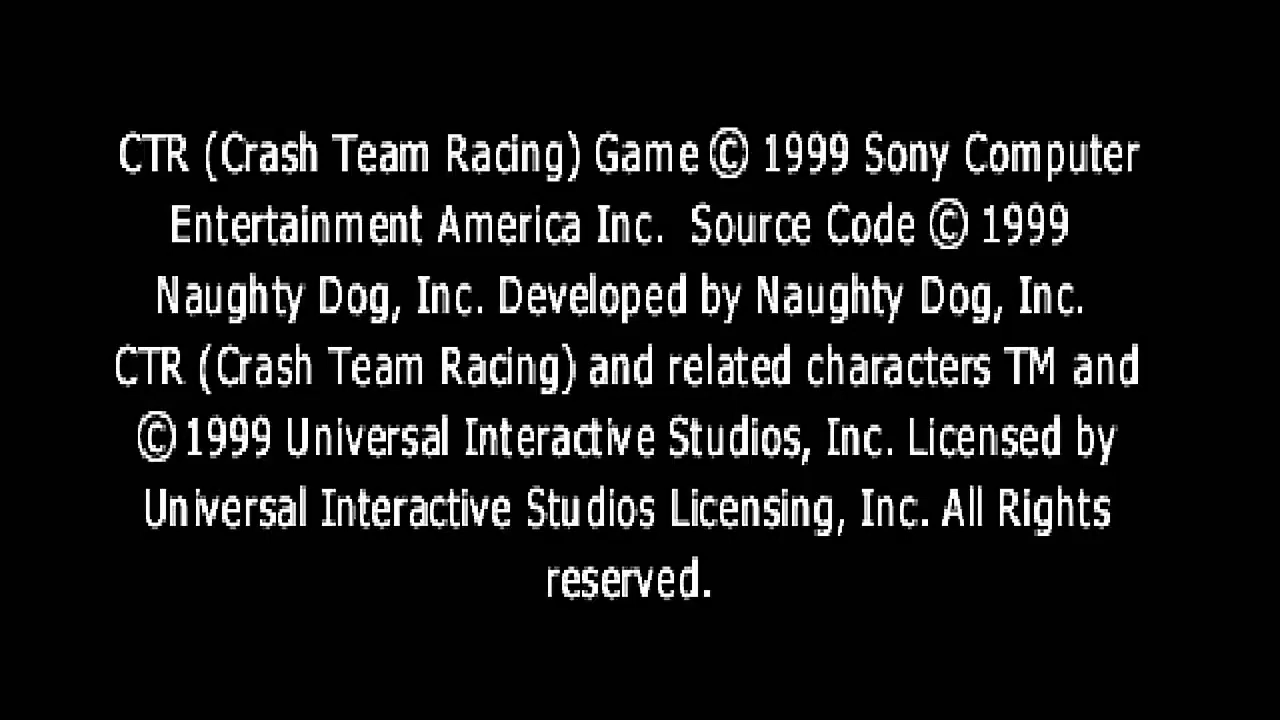 CTR (Crash Team Racing) Game © 1999 Sony Computer
Entertainment America Inc.  Source Code © 1999
Naughty Dog, Inc. Developed by Naughty Dog, Inc.
CTR (Crash Team Racing) and related characters TM and
© 1999 Universal Interactive Studios, Inc. Licensed by
Universal Interactive Studios Licensing, Inc. All Rights
reserved.